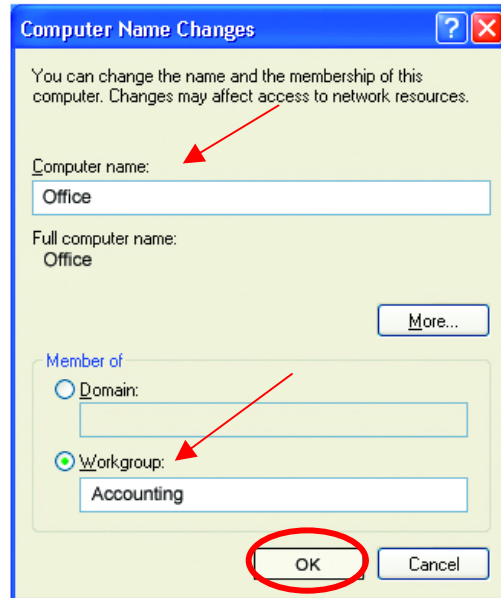 Computer Name Changes
You can change the name and the membership of this
computer. Changes may affect access to network resources.
Computer name:
Office
Full computer name:
Office
More...
Member of
Domain:
Workgroup:
Accounting
OK Cancel